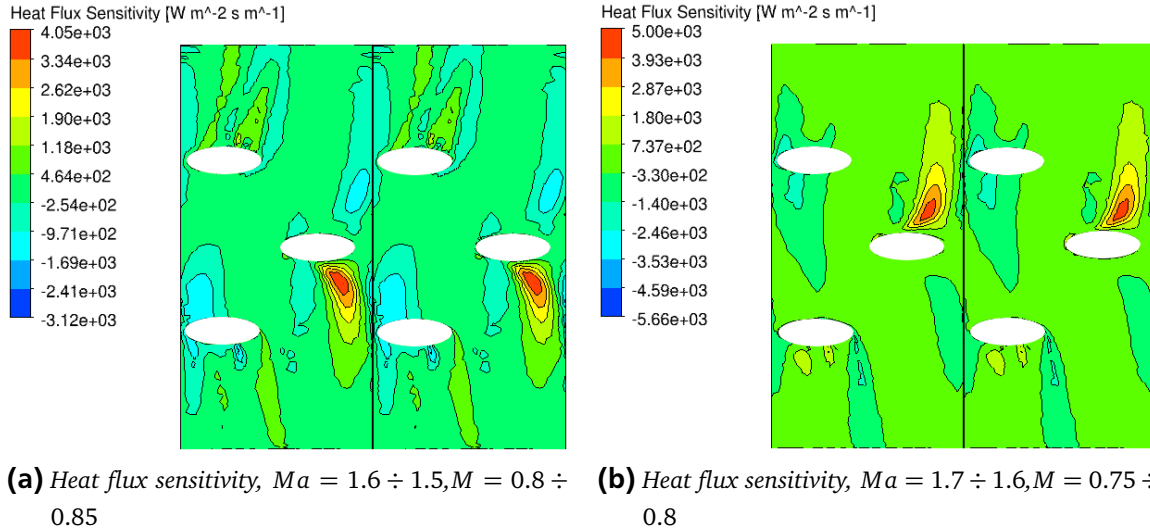 Heat Flux Sensitivity [W m^-2 s m^-1]
4.05e+03
3.34e+03
2.62e+03
1.90e+03
1.18e+03
4.64e+02
-2.54e+02
-9.71e+02
-1.69e+03
-2.41e+03
-3.12e+03
(a) Heat flux sensitivity, Ma = 1.6 ÷ 1.5,M = 0.8 ÷
0.85
Heat Flux Sensitivity [W m^-2 s m^-1]
5.00e+03
3.93e+03
2.87e+03
1.80e+03
7.37e+02
-3.30e+02
-1.40e+03
-2.46e+03
-3.53e+03
-4.59e+03
-5.66e+03
(b) Heat flux sensitivity, Ma = 1.7 ÷ 1.6,M = 0.75 ÷
0.8